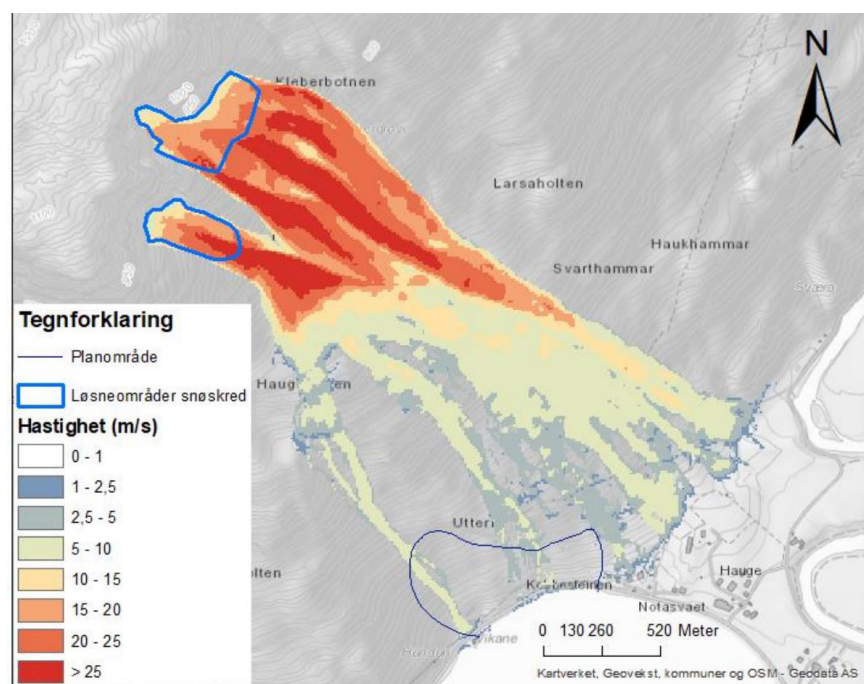 N
Kleberbotnen
Larsaholten
Haukhammar
Svarthammar
Sværa
Tegnforklaring
Planområde
Løsneområder snøskred
Hastighet (m/s)
0 - 1
1 - 2,5
2,5 - 5
5 - 10
10 - 15
15 - 20
20 - 25
> 25
Utteri
Hauge
Notasvaet
0 130 260 520 Meter
Kartverket, Geovekst, kommuner og OSM - Geodata AS